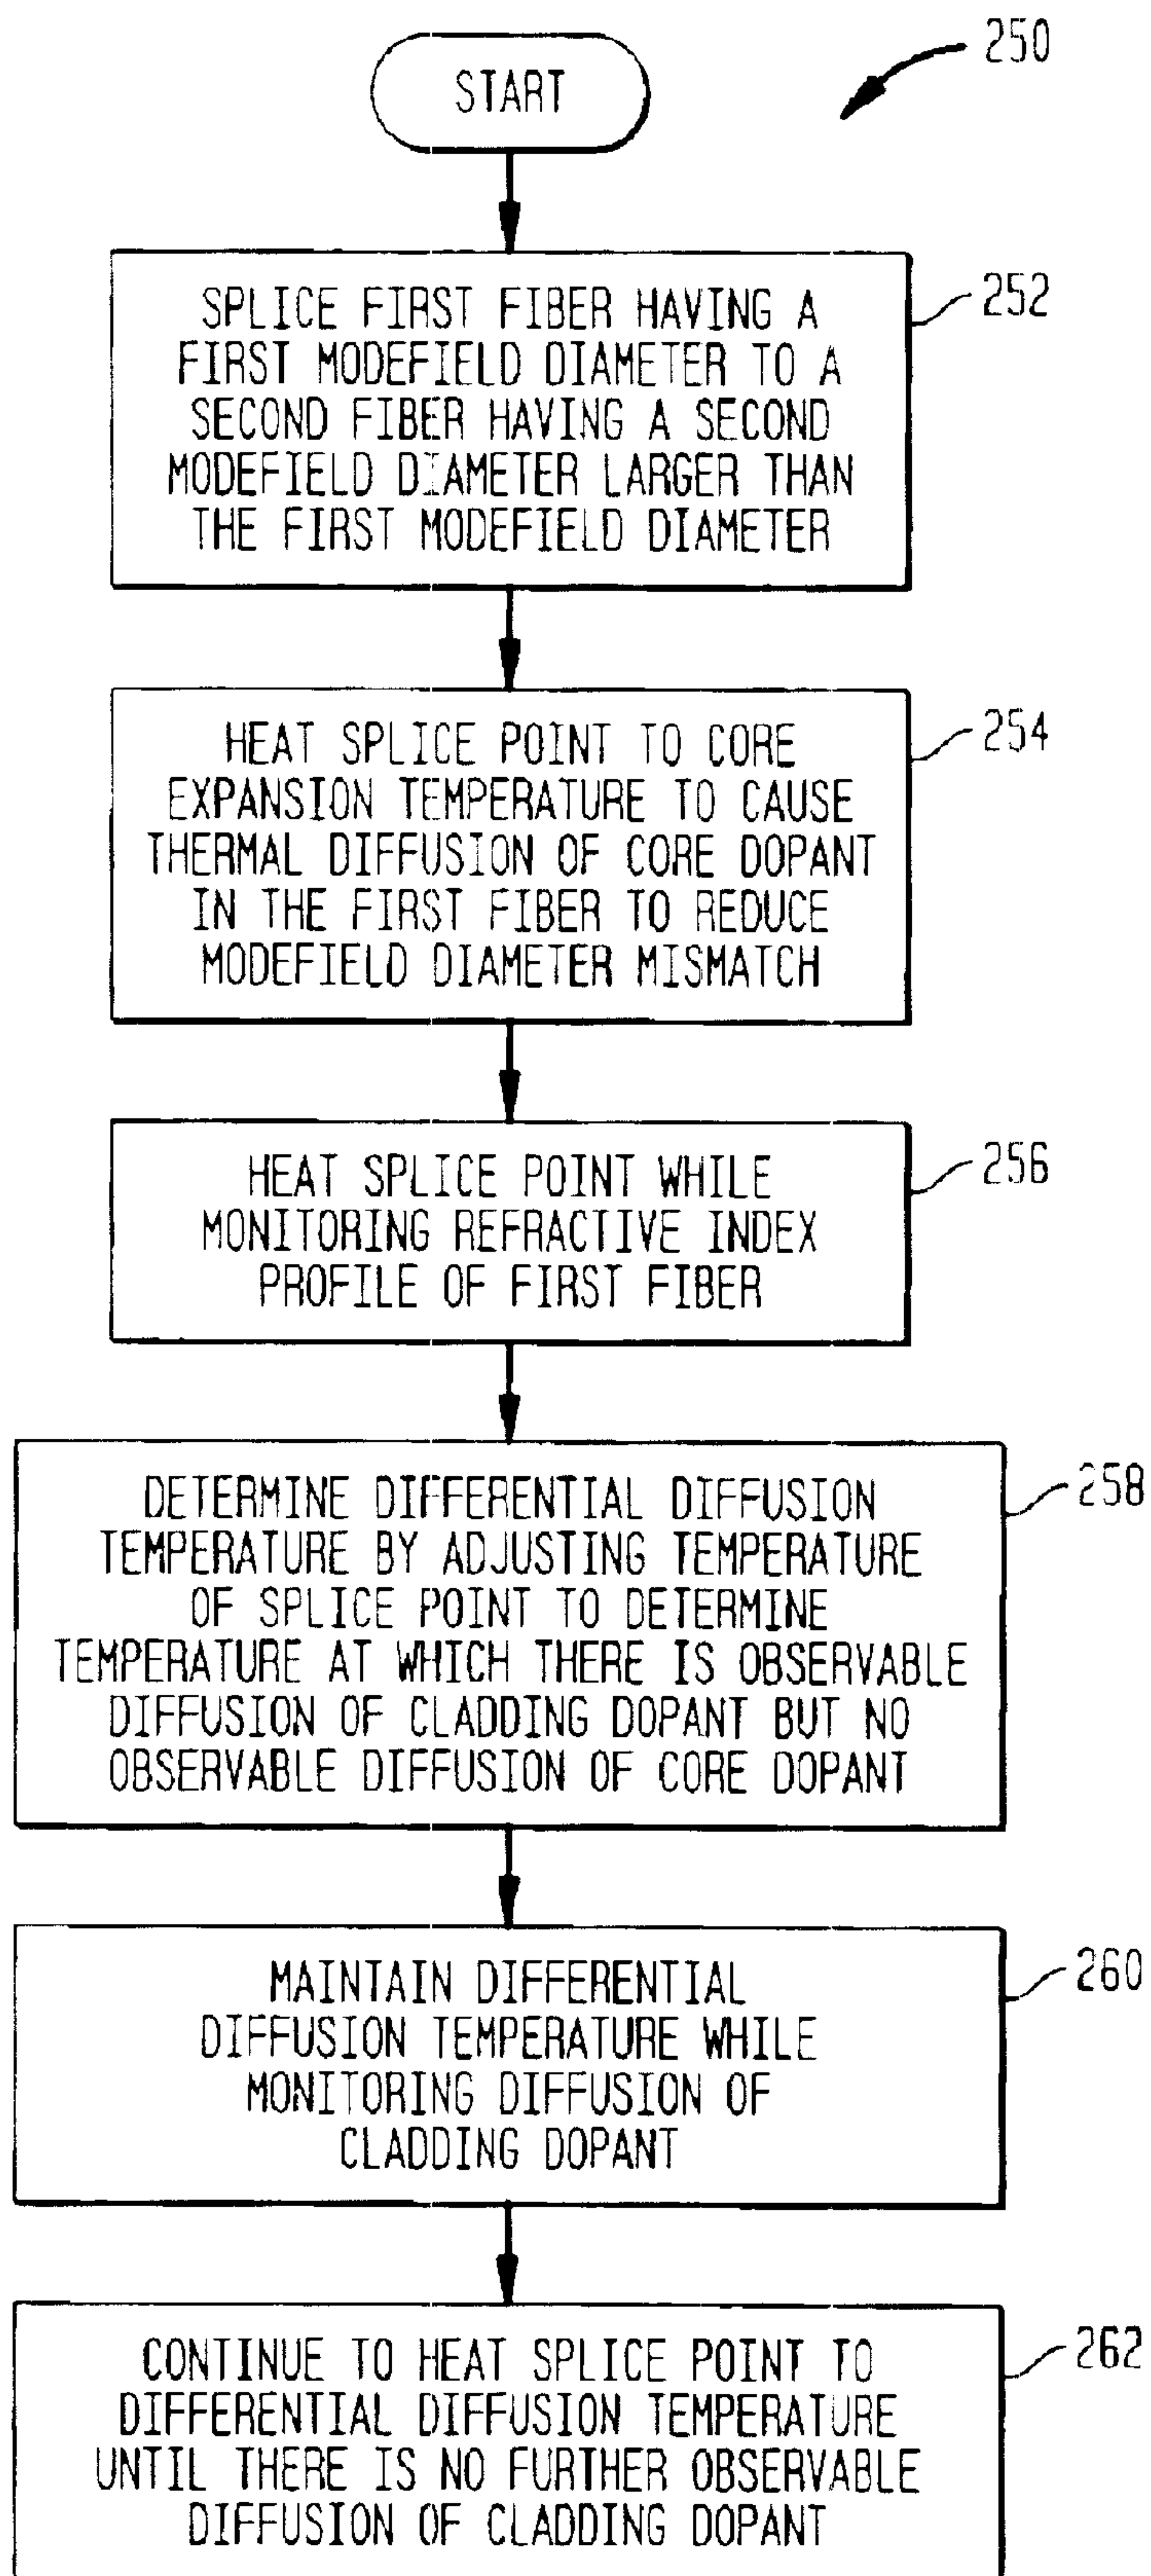 250
START
252
SPLICE FIRST FIBER HAVING A
FIRST MODEFIELD DIAMETER TO A
SECOND FIBER HAVING A SECOND
MODEFIELD DIAMETER LARGER THAN
THE FIRST MODEFIELD DIAMETER
254
HEAT SPLICE POINT TO CORE
EXPANSION TEMPERATURE TO CAUSE
THERMAL DIFFUSION OF CORE DOPANT
IN THE FIRST FIBER TO REDUCE
MODEFIELD DIAMETER MISMATCH
256
HEAT SPLICE POINT WHILE
MONITORING REFRACTIVE INDEX
PROFILE OF FIRST FIBER
258
DETERMINE DIFFERENTIAL DIFFUSION
TEMPERATURE BY ADJUSTING TEMPERATURE
OF SPLICE POINT TO DETERMINE
TEMPERATURE AT WHICH THERE IS OBSERVABLE
DIFFUSION OF CLADDING DOPANT BUT NO
OBSERVABLE DIFFUSION OF CORE DOPANT
260
MAINTAIN DIFFERENTIAL
DIFFUSION TEMPERATURE WHILE
MONITORING DIFFUSION OF
CLADDING DOPANT
262
CONTINUE TO HEAT SPLICE POINT TO
DIFFERENTIAL DIFFUSION TEMPERATURE
UNTIL THERE IS NO FURTHER OBSERVABLE
DIFFUSION OF CLADDING DOPANT